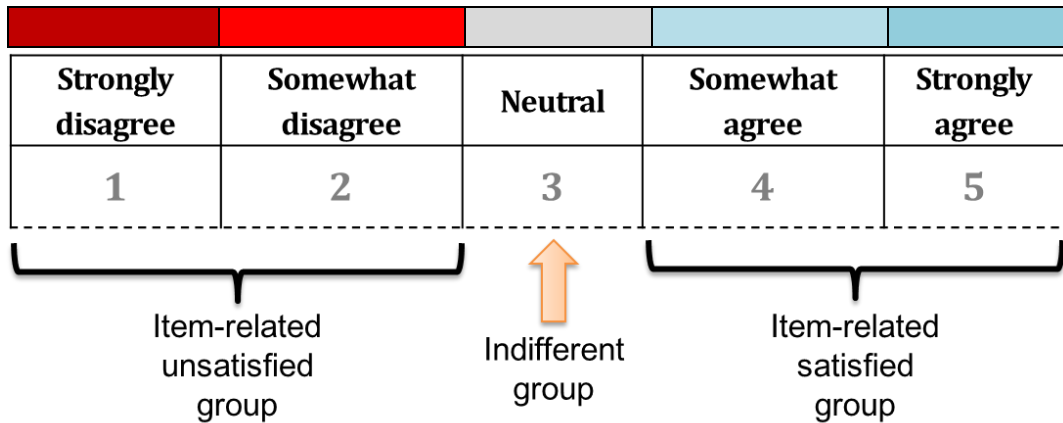 Strongly
disagree
Somewhat
disagree
Neutral
Somewhat
agree
Strongly
agree
1
2
3
4
5
Item-related
unsatisfied
group
Indifferent
group
Item-related
satisfied
group